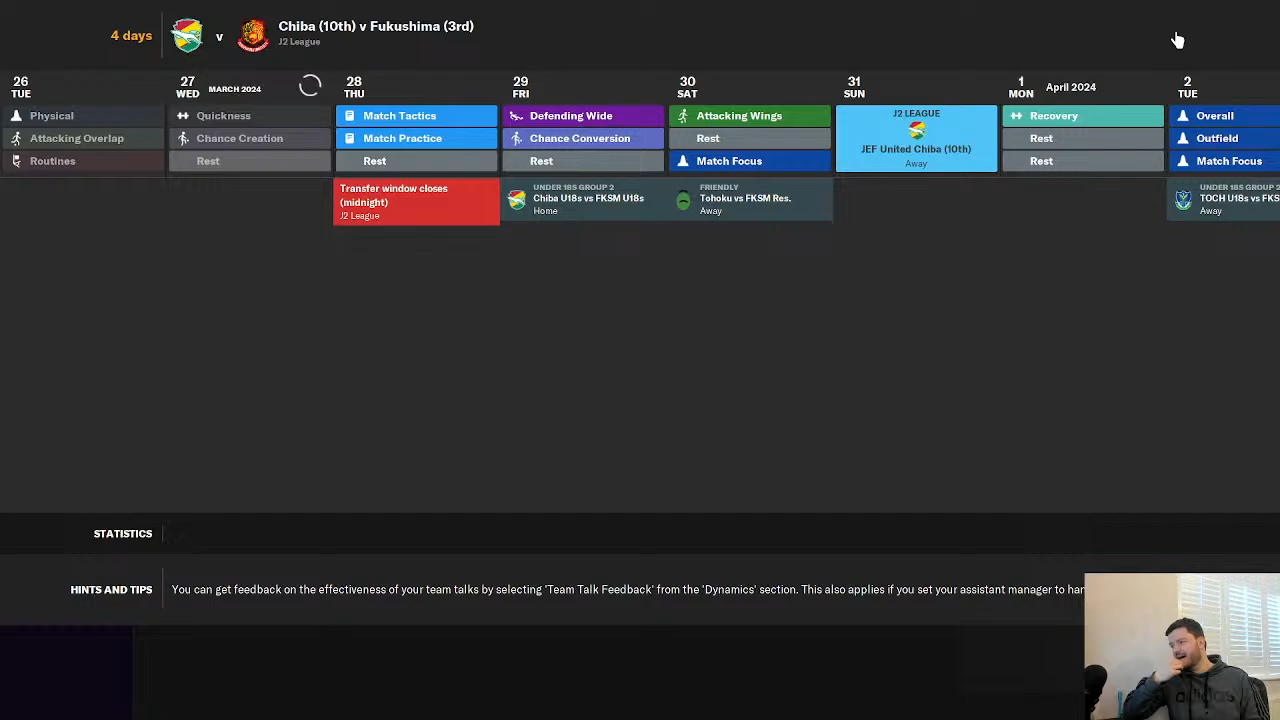 4 days
v
Chiba (10th) v Fukushima (3rd)
J2 League
26
TUE
27
WED
MARCH 2024
28
THU
29
FRI
30
SAT
31
SUN
1
MON
April 2024
2
TUE
Physical
Quickness
Match Tactics
Defending Wide
Attacking Wings
J2 LEAGUE
Recovery
Overall
Attacking Overlap
Chance Creation
Match Practice
Chance Conversion
Rest
JEF United Chiba (10th)
Rest
Outfield
Routines
Rest
Rest
Rest
Match Focus
Away
Rest
Match Focus
Transfer window closes
(midnight)
J2 League
UNDER 18S GROUP 2
Chiba U18s vs FKSM U18s
Home
FRIENDLY
Tohoku vs FKSM Res.
Away
UNDER 18S GROUP 2
TOCH U18s vs FKS
Away
STATISTICS
HINTS AND TIPS
You can get feedback on the effectiveness of your team talks by selecting 'Team Talk Feedback' from the 'Dynamics' section. This also applies if you set your assistant manager to han
adidas